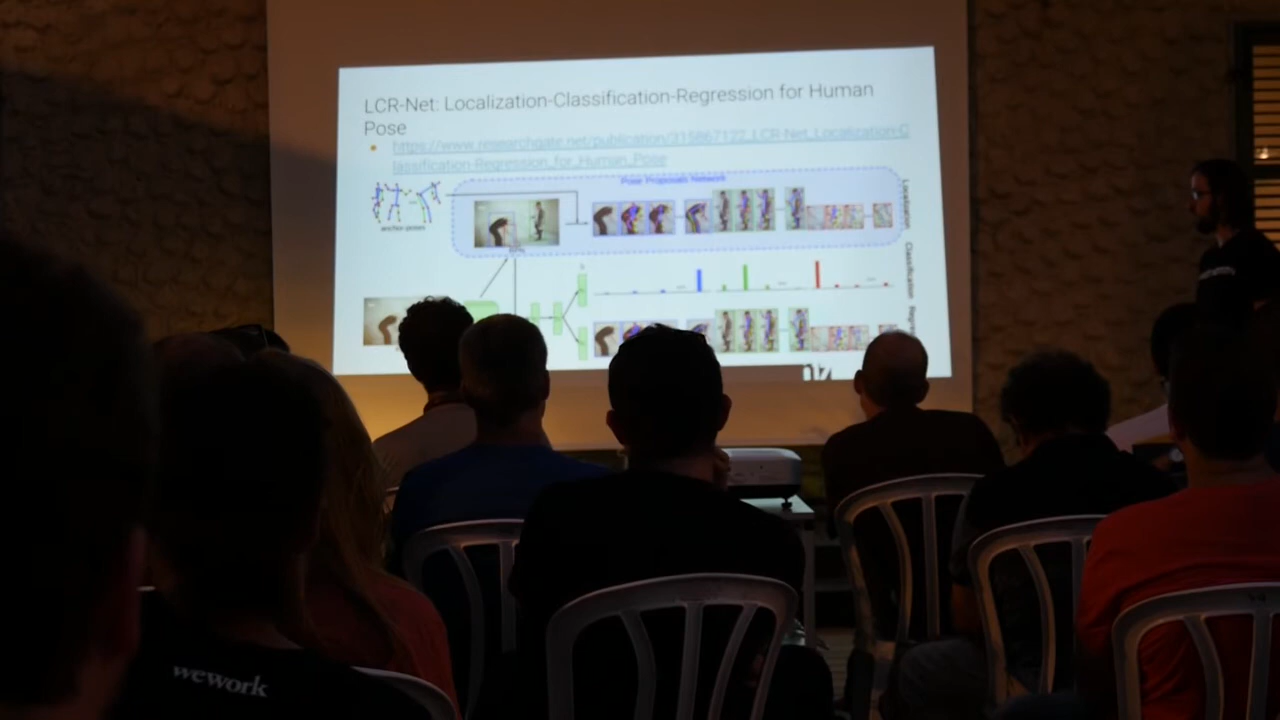 LCR-Net: Localization-Classification-Regression for Human
Pose
https://www.researchgate.net/publication/315867122_LCR-Net_Localization-C
lassification-Regression_for_Human_Pose
Pose Proposals Network
anchor-poses
Localization
Classification
wework